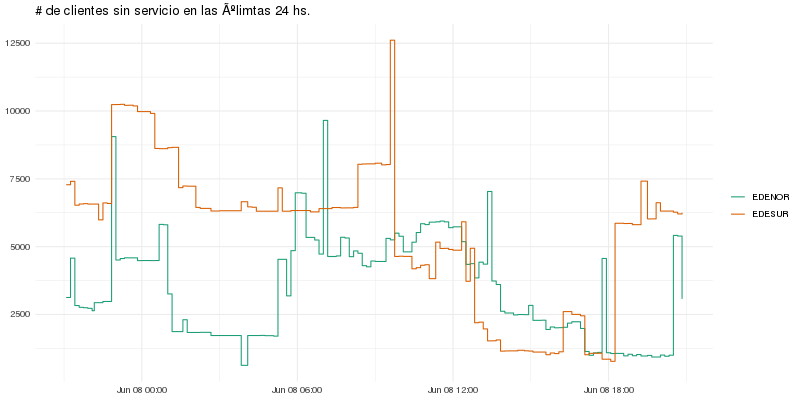 # de clientes sin servicio en las Ãºlimtas 24 hs.
12500
10000
7500
5000
2500
Jun 08 00:00
Jun 08 06:00
Jun 08 12:00
Jun 08 18:00
EDENOR
EDESUR